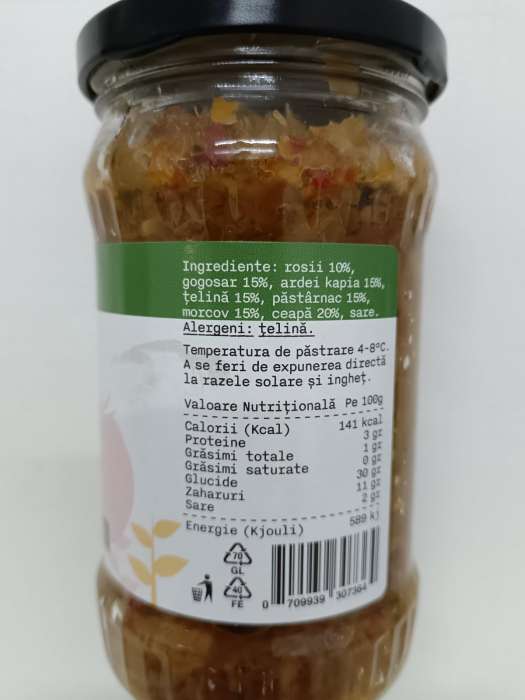 Ingrediente: rosii 10%,
gogosar 15%, ardei kapia 15%,
țelină 15%, păstârnac 15%,
morcov 15%, ceapă 20%, sare.
Alergeni: țelină.
Temperatura de păstrare 4-8°C.
A se feri de expunerea directă
la razele solare și ingheț.
Valoare Nutrițională Pe 100g
Calorii (Kcal) 141 kcal
Proteine 3 gr
Grăsimi totale 1 gr
Grăsimi saturate 0 gr
Glucide 30 gr
Zaharuri 11 gr
Sare 2 gr
Energie (Kjouli) 589 kj
70
GL
40
FE
0 709939 307364